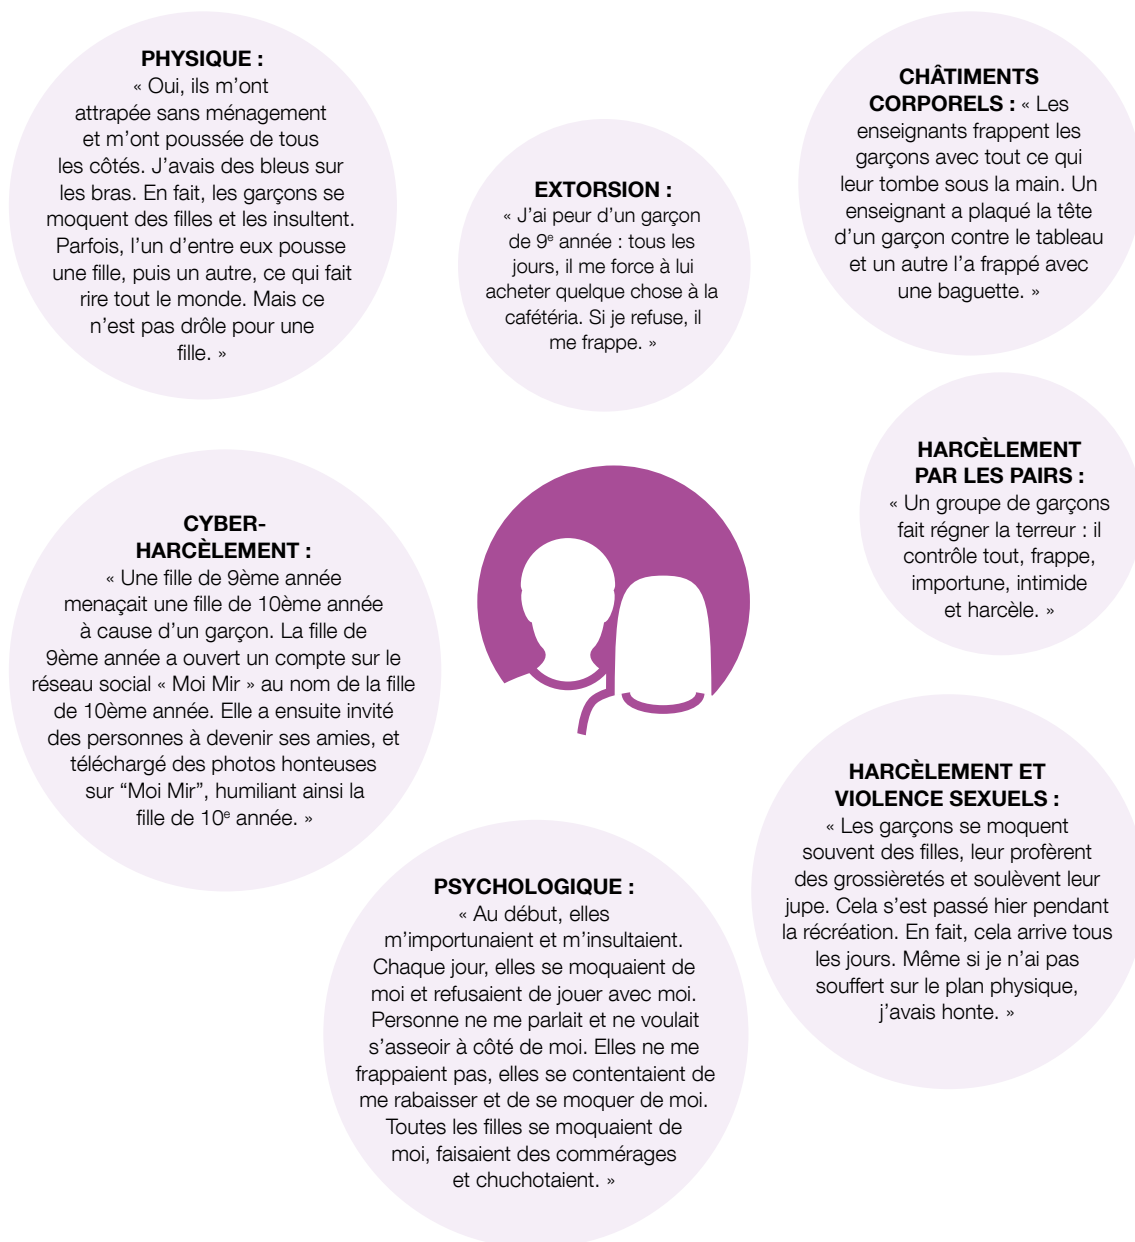 PHYSIQUE :
« Oui, ils m’ont
attrapée sans ménagement
et m’ont poussée de tous
les côtés. J’avais des bleus sur
les bras. En fait, les garçons se
moquent des filles et les insultent.
Parfois, l’un d’entre eux pousse
une fille, puis un autre, ce qui fait
rire tout le monde. Mais ce
n’est pas drôle pour une
fille. »
EXTORSION :
« J’ai peur d’un garçon
de 9e année : tous les
jours, il me force à lui
acheter quelque chose à la
cafétéria. Si je refuse, il
me frappe. »
CHÂTIMENTS
CORPORELS : « Les
enseignants frappent les
garçons avec tout ce qui
leur tombe sous la main. Un
enseignant a plaqué la tête
d’un garçon contre le tableau
et un autre l’a frappé avec
une baguette. »
HARCÈLEMENT
PAR LES PAIRS :
« Un groupe de garçons
fait régner la terreur : il
contrôle tout, frappe,
importune, intimide
et harcèle. »
CYBER-
HARCÈLEMENT :
« Une fille de 9ème année
menaçait une fille de 10ème année
à cause d’un garçon. La fille de
9ème année a ouvert un compte sur le
réseau social « Moi Mir » au nom de la fille
de 10ème année. Elle a ensuite invité
des personnes à devenir ses amies, et
téléchargé des photos honteuses
sur “Moi Mir”, humiliant ainsi la
fille de 10e année. »
HARCÈLEMENT ET
VIOLENCE SEXUELS :
« Les garçons se moquent
souvent des filles, leur profèrent
des grossièretés et soulèvent leur
jupe. Cela s’est passé hier pendant
la récréation. En fait, cela arrive tous
les jours. Même si je n’ai pas
souffert sur le plan physique,
j’avais honte. »
PSYCHOLOGIQUE :
« Au début, elles
m’importunaient et m’insultaient.
Chaque jour, elles se moquaient de
moi et refusaient de jouer avec moi.
Personne ne me parlait et ne voulait
s’asseoir à côté de moi. Elles ne me
frappaient pas, elles se contentaient de
me rabaisser et de se moquer de moi.
Toutes les filles se moquaient de
moi, faisaient des commérages
et chuchotaient. »